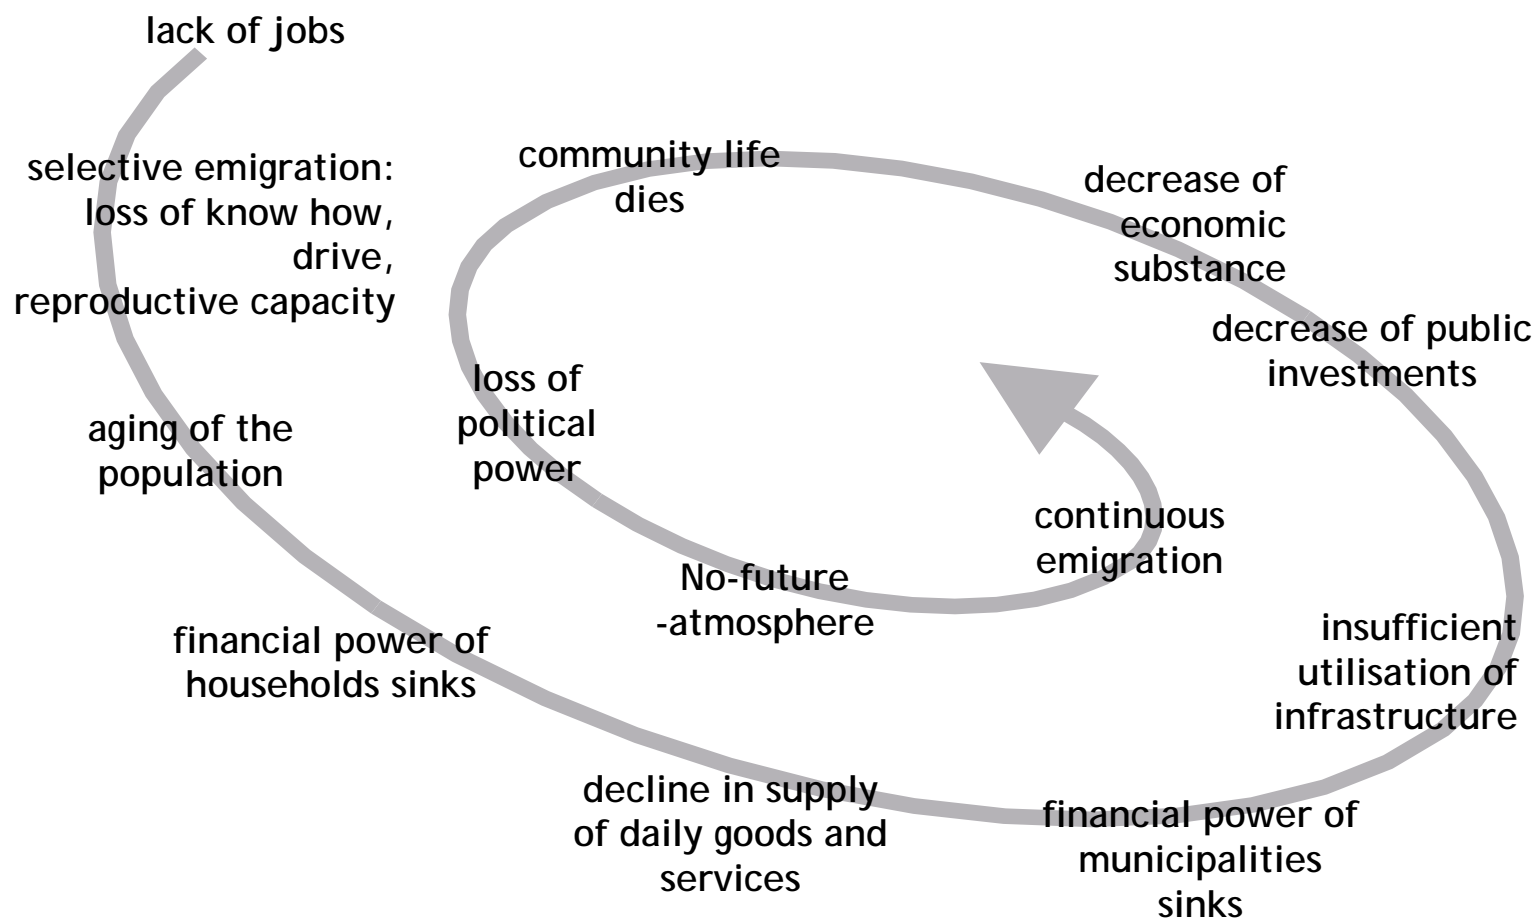 lack of jobs
selective emigration:
loss of know how,
drive,
reproductive capacity
aging of the
population
financial power of
households sinks
decline in supply
of daily goods and
services
financial power of
municipalities
sinks
insufficient
utilisation of
infrastructure
decrease of public
investments
decrease of
economic
substance
community life
dies
loss of
political
power
No-future
-atmosphere
continuous
emigration